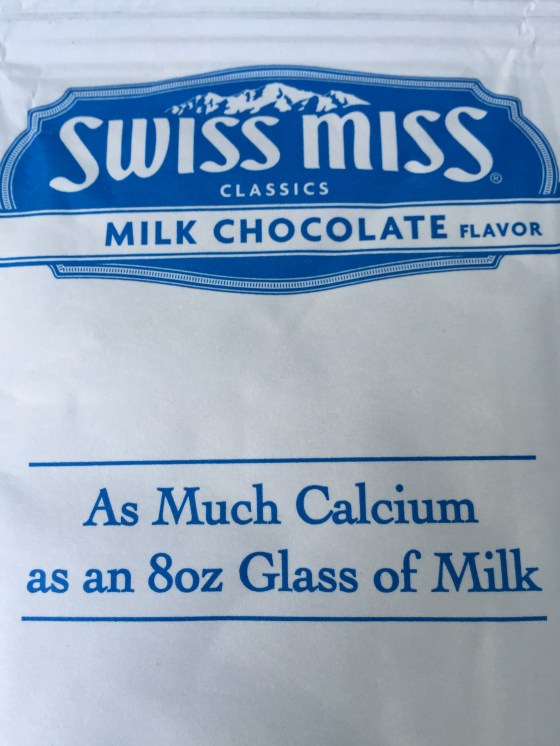 SWISS MISS®
CLASSICS
MILK CHOCOLATE FLAVOR
As Much Calcium
as an 8oz Glass of Milk